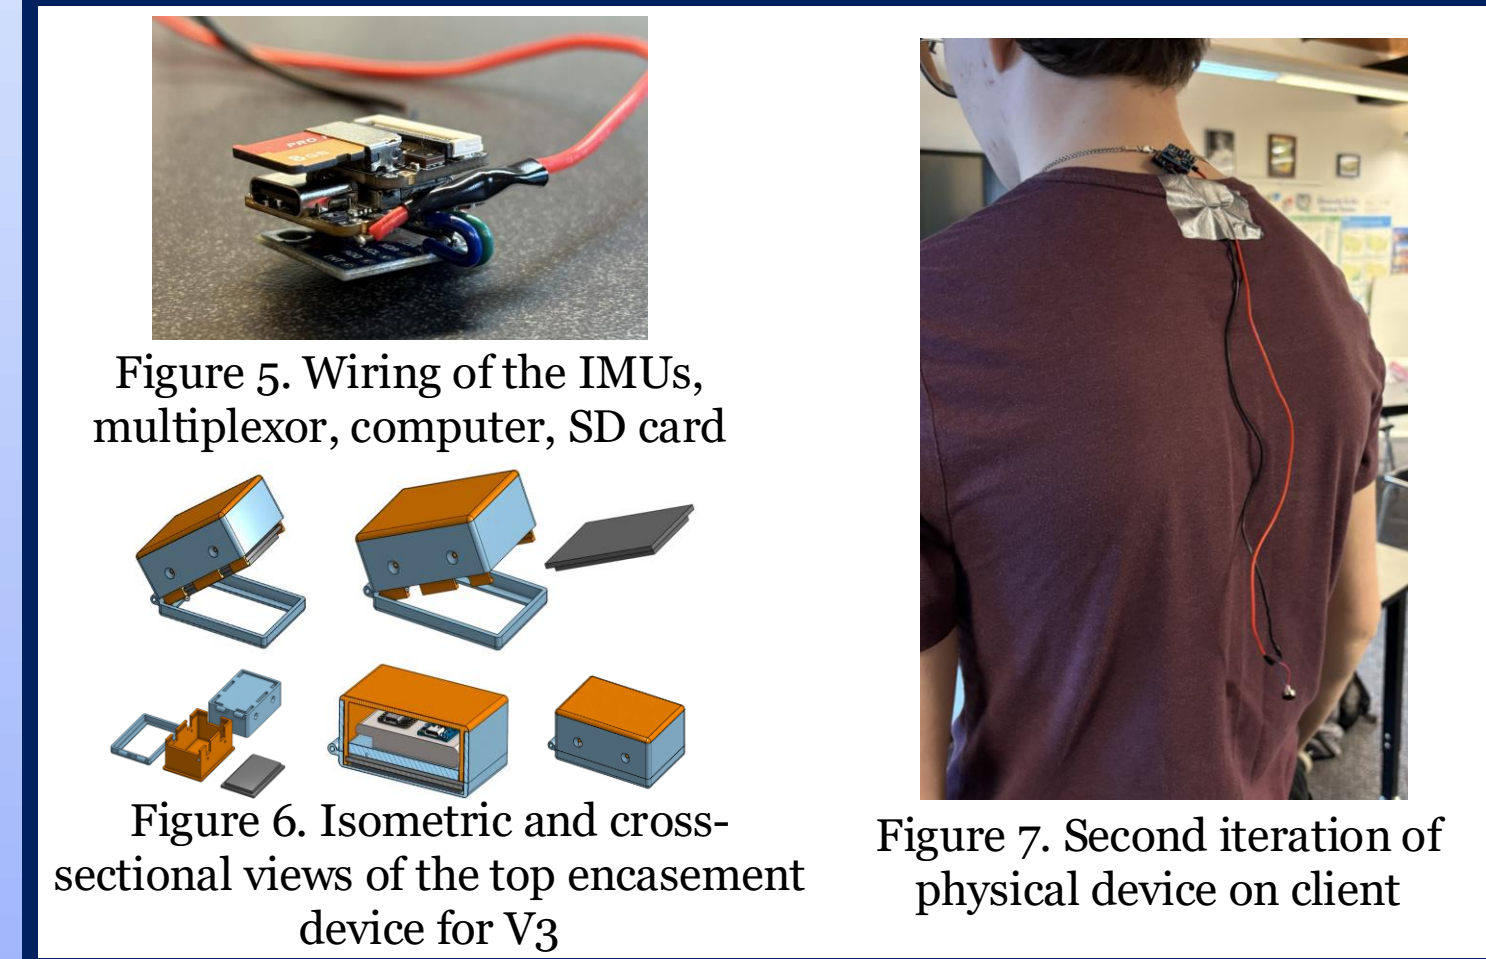 PRO
Figure 5. Wiring of the IMUs,
multiplexor, computer, SD card
Figure 6. Isometric and cross-
sectional views of the top encasement
device for V3
Figure 7. Second iteration of
physical device on client